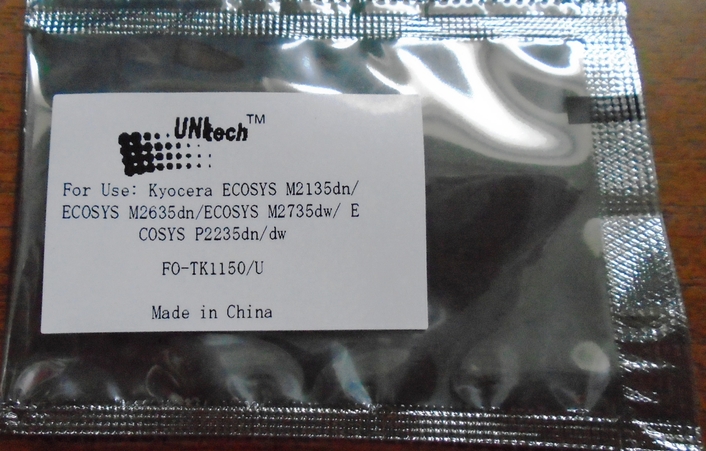 UNItech™
For Use: Kyocera ECOSYS M2135dn/
ECOSYS M2635dn/ECOSYS M2735dw/ E
COSYS P2235dn/dw
FO-TK1150/U
Made in China